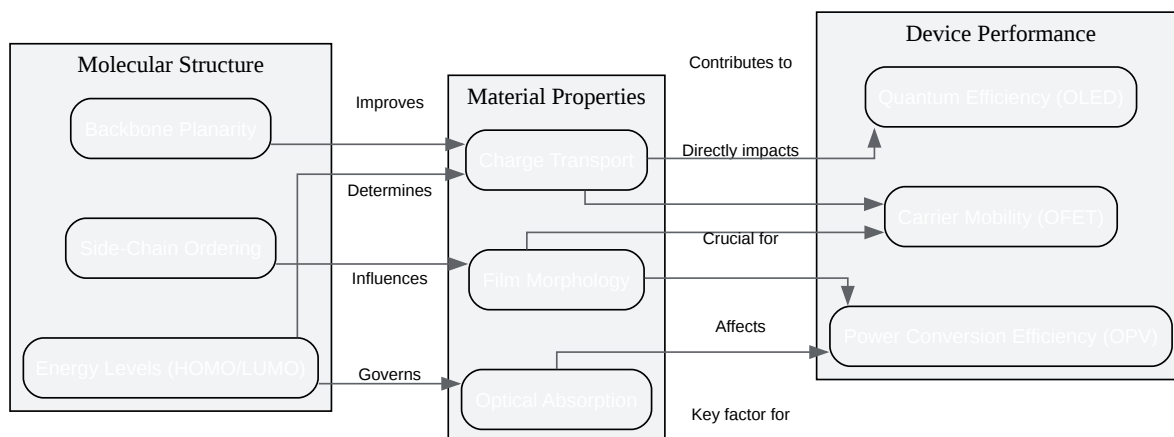 Molecular Structure
Backbone Planarity
Side-Chain Ordering
Energy Levels (HOMO/LUMO)
Improves
Determines
Influences
Governs
Material Properties
Charge Transport
Film Morphology
Optical Absorption
Contributes to
Directly impacts
Crucial for
Affects
Key factor for
Device Performance
Quantum Efficiency (OLED)
Carrier Mobility (OFET)
Power Conversion Efficiency (OPV)